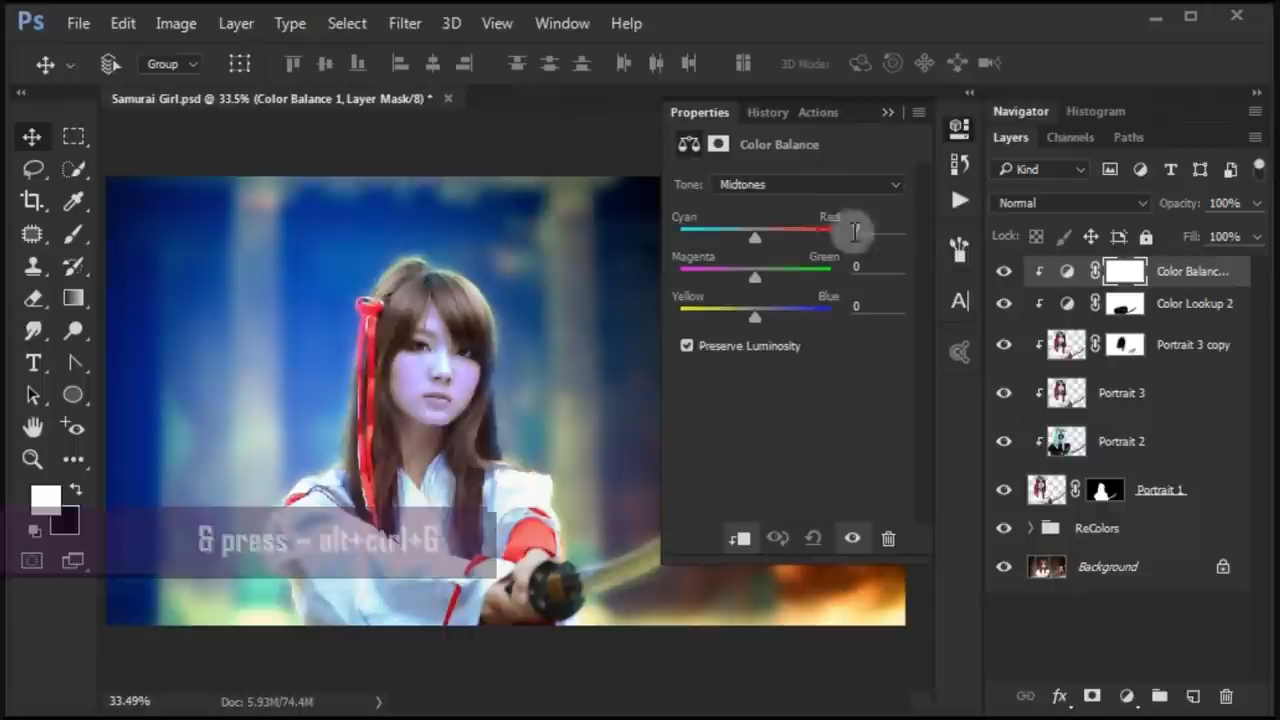 Ps File Edit Image Layer Type Select Filter 3D View Window Help
Group 3D Mode:
Samurai Girl.psd @ 33.5% (Color Balance 1, Layer Mask/8) *
Properties History Actions
Color Balance
Tone: Midtones
Cyan Red
Magenta Green
0
Yellow Blue
0
Preserve Luminosity
Navigator Histogram
Layers Channels Paths
Kind
Normal Opacity: 100%
Lock: Fill: 100%
Color Balanc...
Color Lookup 2
Portrait 3 copy
Portrait 3
Portrait 2
Portrait 1
ReColors
Background
& press - alt+ctrl+G
33.49% Doc: 5.93M/74.4M